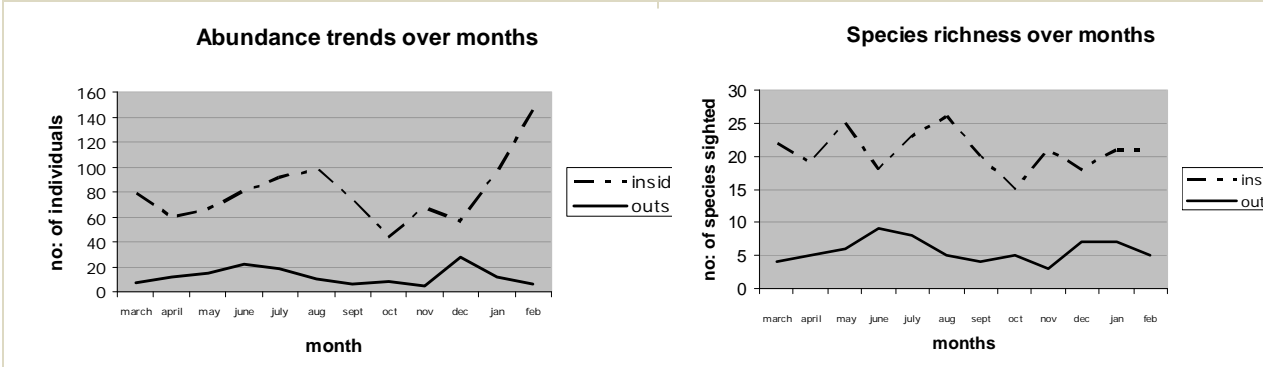 Abundance trends over months
no: of individuals
160
140
120
100
80
60
40
20
0
march april may june july aug sept oct nov dec jan feb
month
insid
outs
Species richness over months
no: of species sighted
30
25
20
15
10
5
0
march april may june july aug sept oct nov dec jan feb
months
ins
out